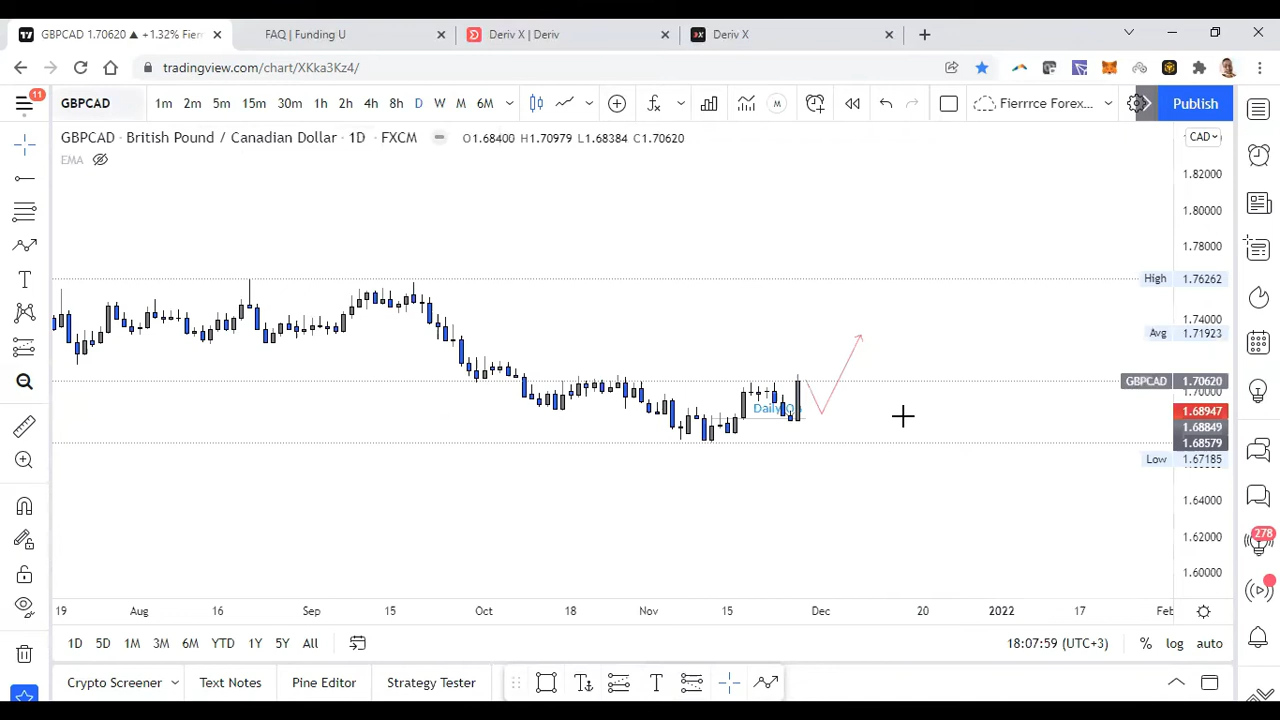 GBPCAD 1.70620 ▲ +1.32% Fier
FAQ | Funding U
Deriv X | Deriv
Deriv X
tradingview.com/chart/XKka3Kz4/
11
GBPCAD
1m 2m 5m 15m 30m 1h 2h 4h 8h D W M 6M
M
Fierrce Forex...
Publish
GBPCAD · British Pound / Canadian Dollar · 1D · FXCM
O1.68400 H1.70979 L1.68384 C1.70620
CAD
EMA
1.82000
1.80000
1.78000
High 1.76262
1.74000
Avg 1.71923
GBPCAD 1.70620
1.70000
Daily
1.68947
1.68849
1.68579
Low 1.67185
1.64000
1.62000
1.60000
278
19 Aug 16 Sep 15 Oct 18 Nov 15 Dec 20 2022 17 Feb
1D 5D 1M 3M 6M YTD 1Y 5Y All
18:07:59 (UTC+3) % log auto
Crypto Screener Text Notes Pine Editor Strategy Tester